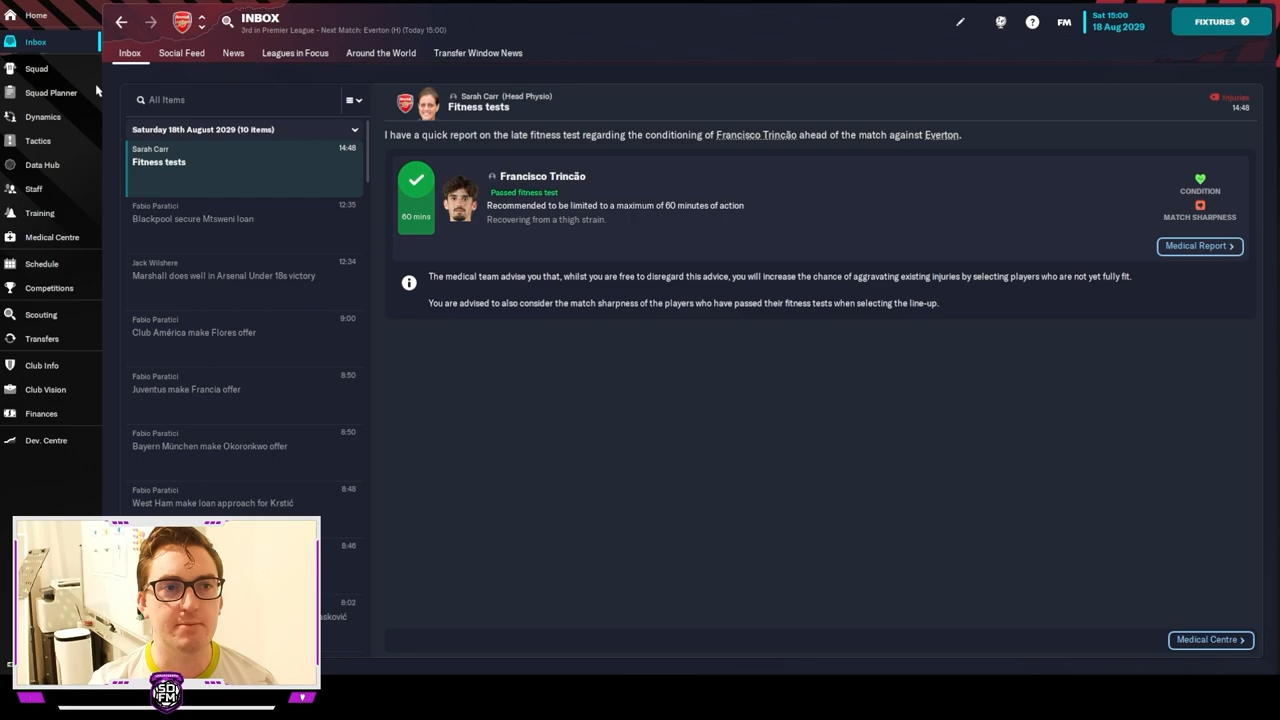 Home
Inbox
Squad
Squad Planner
Dynamics
Tactics
Data Hub
Staff
Training
Medical Centre
Schedule
Competitions
Scouting
Transfers
Club Info
Club Vision
Finances
Dev. Centre
INBOX
3rd in Premier League - Next Match: Everton (H) (Today 15:00)
FM
Sat 15:00
18 Aug 2029
FIXTURES
Inbox
Social Feed
News
Leagues in Focus
Around the World
Transfer Window News
All Items
Saturday 18th August 2029 (10 items)
Sarah Carr 14:48
Fitness tests
Fabio Paratici 12:35
Blackpool secure Mtsweni loan
Jack Wilshere 12:34
Marshall does well in Arsenal Under 18s victory
Fabio Paratici 9:00
Club América make Flores offer
Fabio Paratici 8:50
Juventus make Francia offer
Fabio Paratici 8:50
Bayern München make Okoronkwo offer
Fabio Paratici 8:48
West Ham make loan approach for Krstić
8:46
8:02
asković
Sarah Carr (Head Physio)
Fitness tests
Injuries
14:48
I have a quick report on the late fitness test regarding the conditioning of Francisco Trincão ahead of the match against Everton.
60 mins
Francisco Trincão
Passed fitness test
Recommended to be limited to a maximum of 60 minutes of action
Recovering from a thigh strain.
CONDITION
MATCH SHARPNESS
Medical Report
The medical team advise you that, whilst you are free to disregard this advice, you will increase the chance of aggravating existing injuries by selecting players who are not yet fully fit.
You are advised to also consider the match sharpness of the players who have passed their fitness tests when selecting the line-up.
Medical Centre
SD
FM